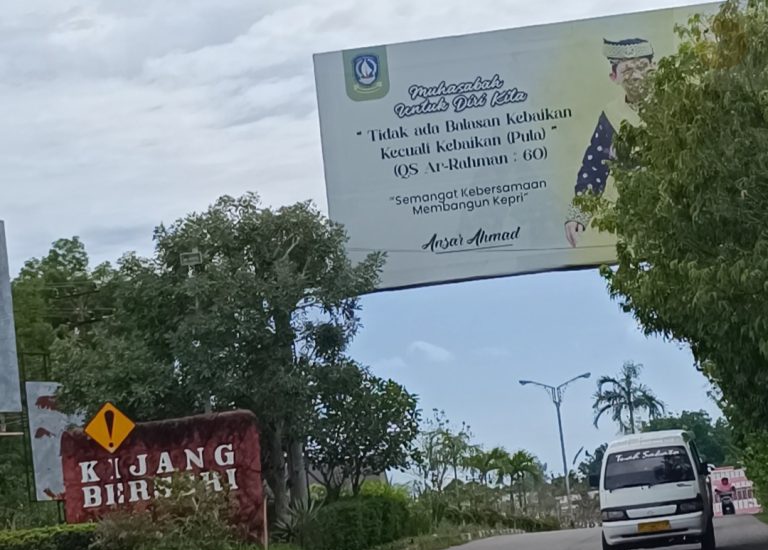 Muhasabah
Untuk Diri Kita
" Tidak ada Balasan Kebaikan
Kecuali Kebaikan (Pula) "
(QS Ar-Rahman : 60)
"Semangat Kebersamaan
Membangun Kepri"
Ansar Ahmad
!
KIJANG
BERSERI